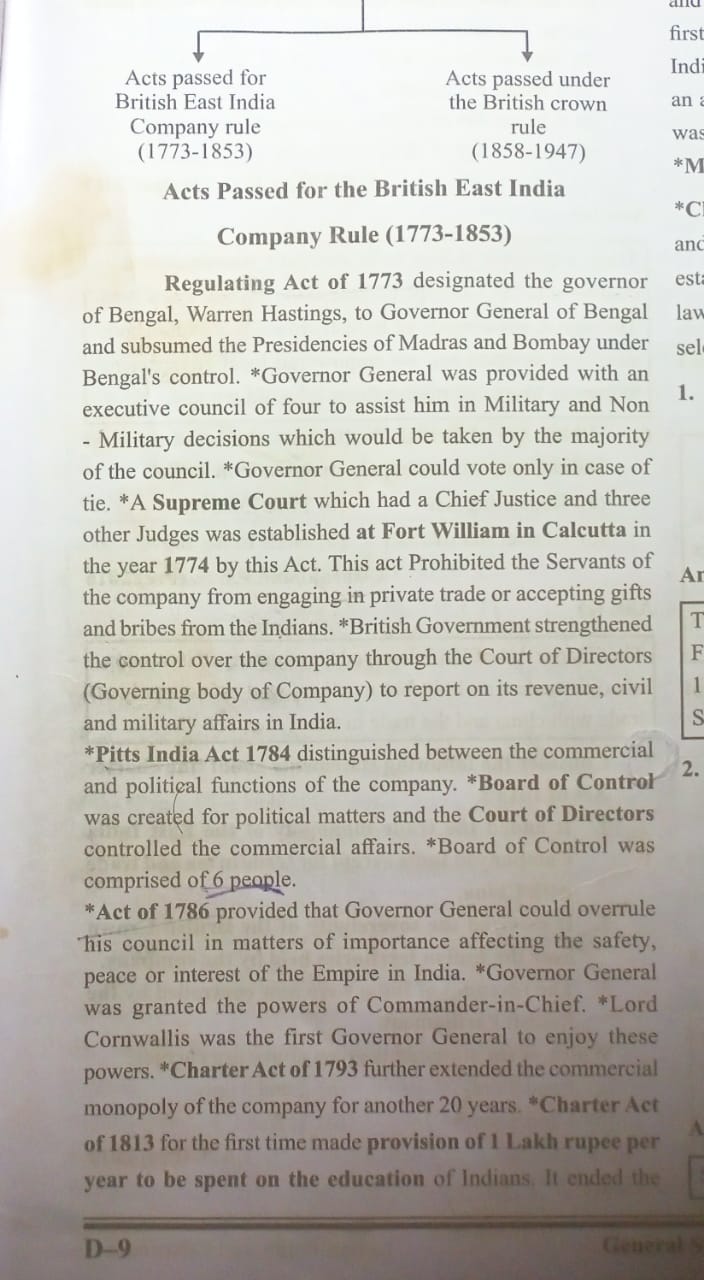 Acts passed for
British East India
Company rule
(1773-1853)
Acts passed under
the British crown
rule
(1858-1947)
Acts Passed for the British East India
Company Rule (1773-1853)
Regulating Act of 1773 designated the governor
of Bengal, Warren Hastings, to Governor General of Bengal
and subsumed the Presidencies of Madras and Bombay under
Bengal's control. *Governor General was provided with an
executive council of four to assist him in Military and Non
- Military decisions which would be taken by the majority
of the council. *Governor General could vote only in case of
tie. *A Supreme Court which had a Chief Justice and three
other Judges was established at Fort William in Calcutta in
the year 1774 by this Act. This act Prohibited the Servants of
the company from engaging in private trade or accepting gifts
and bribes from the Indians. *British Government strengthened
the control over the company through the Court of Directors
(Governing body of Company) to report on its revenue, civil
and military affairs in India.
*Pitts India Act 1784 distinguished between the commercial
and political functions of the company. *Board of Control
was created for political matters and the Court of Directors
controlled the commercial affairs. *Board of Control was
comprised of 6 people.
*Act of 1786 provided that Governor General could overrule
his council in matters of importance affecting the safety,
peace or interest of the Empire in India. *Governor General
was granted the powers of Commander-in-Chief. *Lord
Cornwallis was the first Governor General to enjoy these
powers. *Charter Act of 1793 further extended the commercial
monopoly of the company for another 20 years. *Charter Act
of 1813 for the first time made provision of 1 Lakh rupee per
year to be spent on the education of Indians. It ended the
D–9
General
first
an
was
and
1.
2.